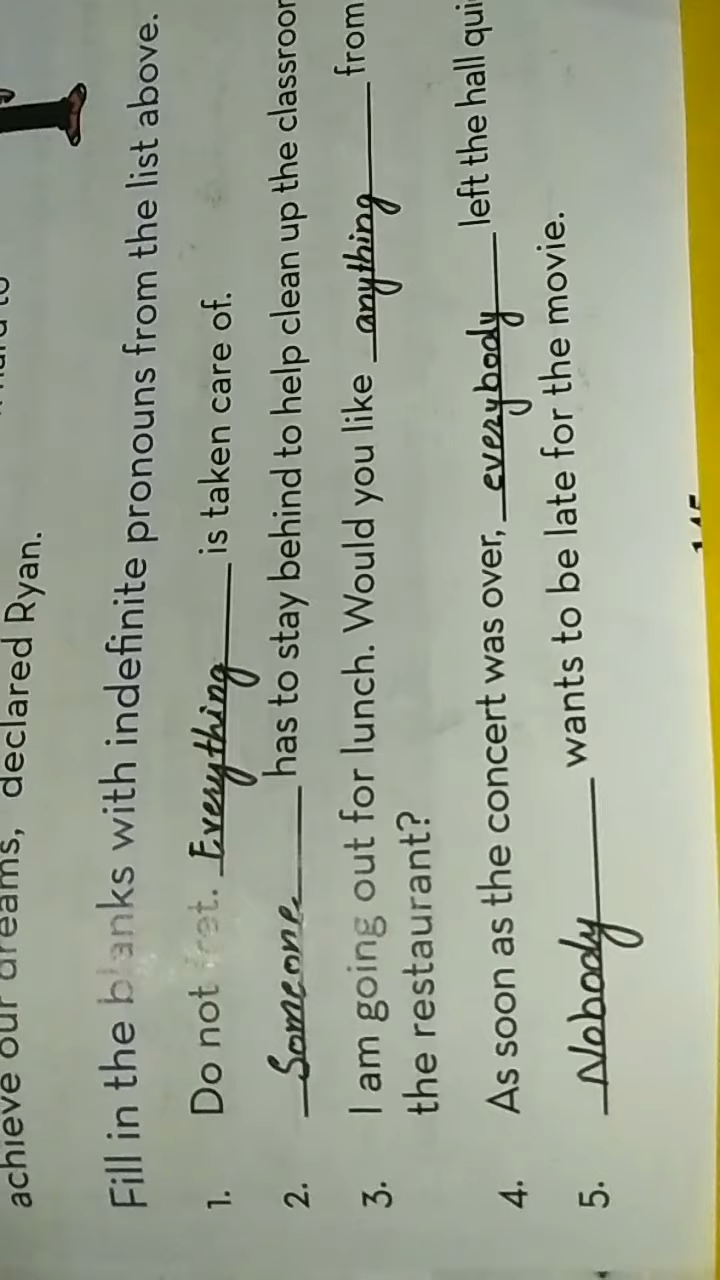 achieve our dreams, declared Ryan.
Fill in the blanks with indefinite pronouns from the list above.
1. Do not fret. Everything is taken care of.
2. Someone has to stay behind to help clean up the classroor
3. I am going out for lunch. Would you like anything from
the restaurant?
4. As soon as the concert was over, everybody left the hall qui
5. Nobody wants to be late for the movie.